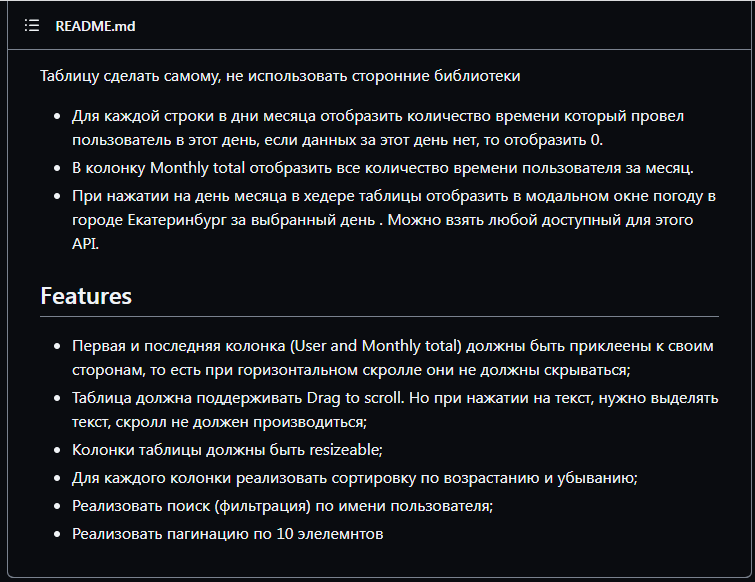 README.md
Таблицу сделать самому, не использовать сторонние библиотеки
Для каждой строки в дни месяца отобразить количество времени который провел
пользователь в этот день, если данных за этот день нет, то отобразить 0.
В колонку Monthly total отобразить все количество времени пользователя за месяц.
При нажатии на день месяца в хедере таблицы отобразить в модальном окне погоду в
городе Екатеринбург за выбранный день . Можно взять любой доступный для этого
API.
Features
Первая и последняя колонка (User and Monthly total) должны быть приклеены к своим
сторонам, то есть при горизонтальном скролле они не должны скрываться;
Таблица должна поддерживать Drag to scroll. Но при нажатии на текст, нужно выделять
текст, скролл не должен производиться;
Колонки таблицы должны быть resizeable;
Для каждого колонки реализовать сортировку по возрастанию и убыванию;
Реализовать поиск (фильтрация) по имени пользователя;
Реализовать пагинацию по 10 элелемнтов